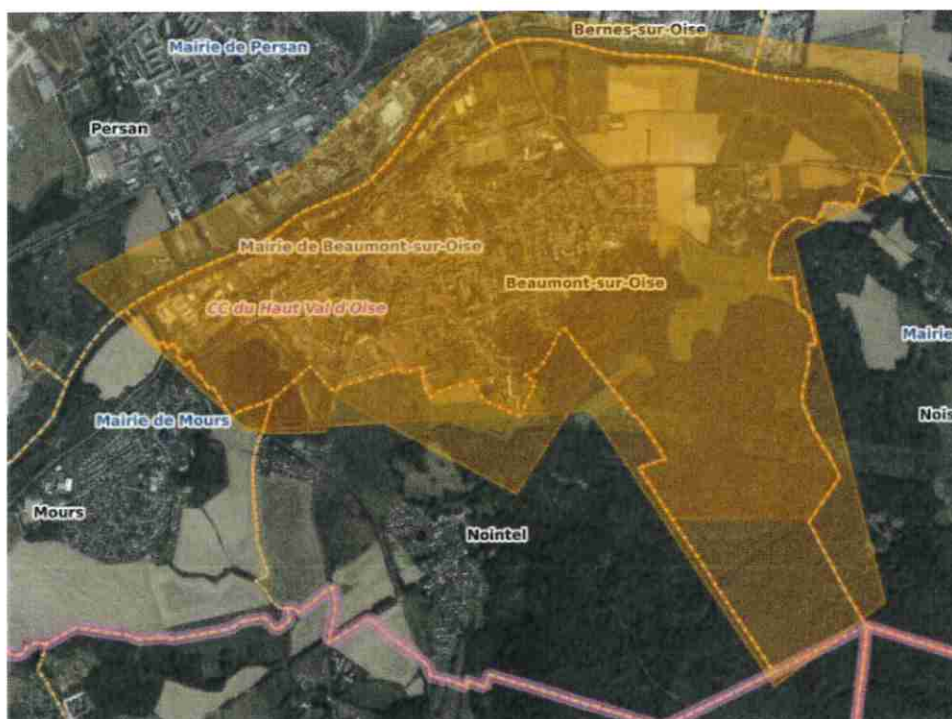 Bernes-sur-Oise
Mairie de Persan
Persan
Mairie de Beaumont-sur-Oise
Beaumont-sur-Oise
CC du Haut Val d'Oise
Mairie
Mairie de Mours
Nois
Mours
Nointel